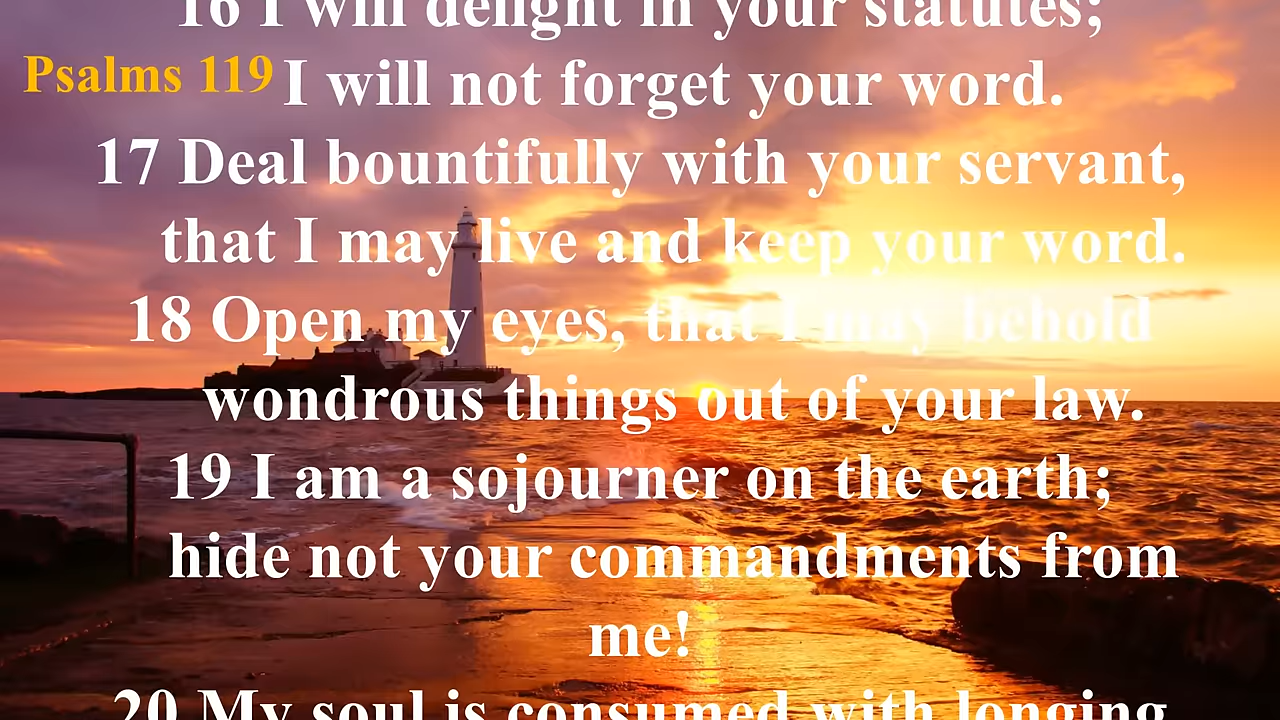 16 I will delight in your statutes;
Psalms 119
I will not forget your word.
17 Deal bountifully with your servant,
that I may live and keep your word.
18 Open my eyes, that I may behold
wondrous things out of your law.
19 I am a sojourner on the earth;
hide not your commandments from
me!
20 My soul is consumed with longing